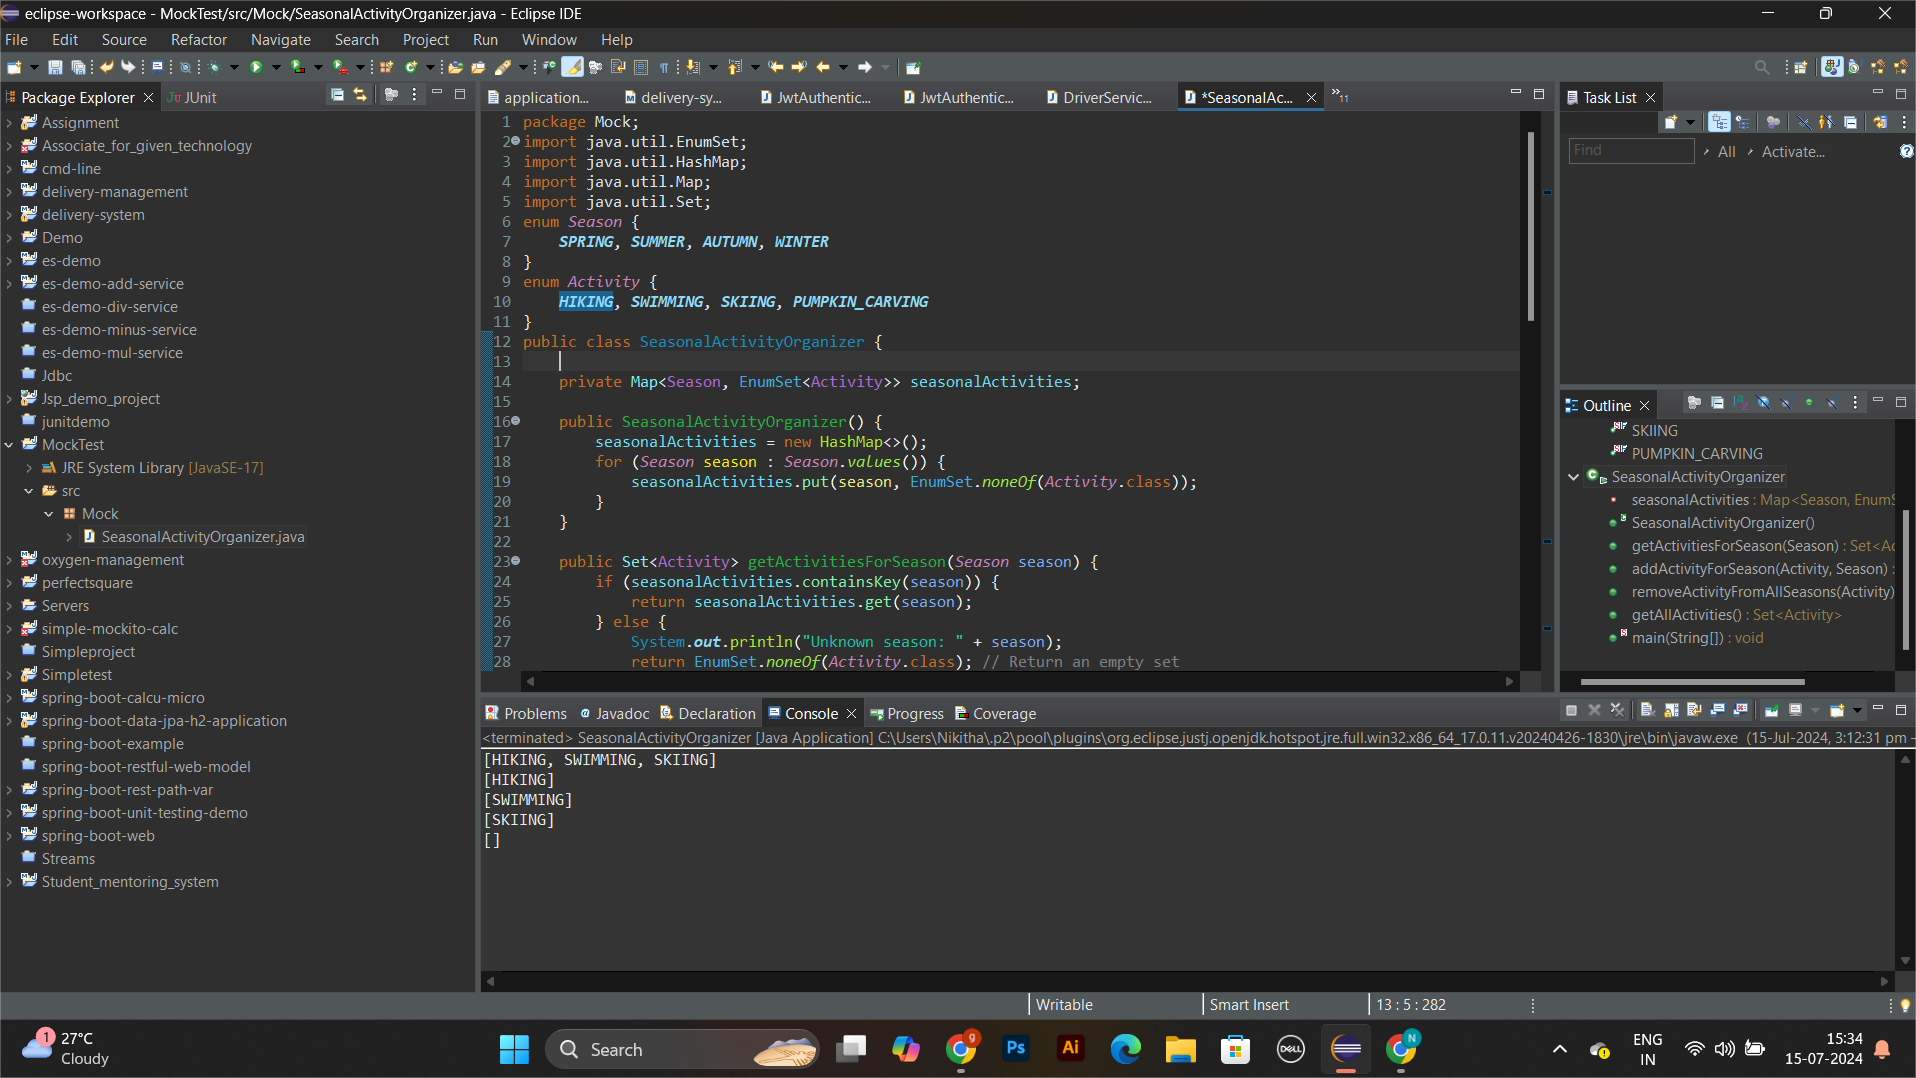 eclipse-workspace - MockTest/src/Mock/SeasonalActivityOrganizer.java - Eclipse IDE
File Edit Source Refactor Navigate Search Project Run Window Help
Package Explorer
JUnit
Assignment
Associate_for_given_technology
cmd-line
delivery-management
delivery-system
Demo
es-demo
es-demo-add-service
es-demo-div-service
es-demo-minus-service
es-demo-mul-service
Jdbc
Jsp_demo_project
junitdemo
MockTest
JRE System Library [JavaSE-17]
src
Mock
SeasonalActivityOrganizer.java
oxygen-management
perfectsquare
Servers
simple-mockito-calc
Simpleproject
Simpletest
spring-boot-calcu-micro
spring-boot-data-jpa-h2-application
spring-boot-example
spring-boot-restful-web-model
spring-boot-rest-path-var
spring-boot-unit-testing-demo
spring-boot-web
Streams
Student_mentoring_system
application... delivery-sy... JwtAuthentic... JwtAuthentic... DriverServic... *SeasonalAc... »11
1 package Mock;
2 import java.util.EnumSet;
3 import java.util.HashMap;
4 import java.util.Map;
5 import java.util.Set;
6 enum Season {
7 SPRING, SUMMER, AUTUMN, WINTER
8 }
9 enum Activity {
10 HIKING, SWIMMING, SKIING, PUMPKIN_CARVING
11 }
12 public class SeasonalActivityOrganizer {
13
14 private Map<Season, EnumSet<Activity>> seasonalActivities;
15
16 public SeasonalActivityOrganizer() {
17 seasonalActivities = new HashMap<>();
18 for (Season season : Season.values()) {
19 seasonalActivities.put(season, EnumSet.noneOf(Activity.class));
20 }
21 }
22
23 public Set<Activity> getActivitiesForSeason(Season season) {
24 if (seasonalActivities.containsKey(season)) {
25 return seasonalActivities.get(season);
26 } else {
27 System.out.println("Unknown season: " + season);
28 return EnumSet.noneOf(Activity.class); // Return an empty set
Task List
Find
All
Activate...
Outline
SKIING
PUMPKIN_CARVING
SeasonalActivityOrganizer
seasonalActivities : Map<Season, EnumS
SeasonalActivityOrganizer()
getActivitiesForSeason(Season) : Set<Ac
addActivityForSeason(Activity, Season) :
removeActivityFromAllSeasons(Activity)
getAllActivities() : Set<Activity>
main(String[]) : void
Problems Javadoc Declaration Console Progress Coverage
<terminated> SeasonalActivityOrganizer [Java Application] C:\Users\Nikitha\.p2\pool\plugins\org.eclipse.justj.openjdk.hotspot.jre.full.win32.x86_64_17.0.11.v20240426-1830\jre\bin\javaw.exe (15-Jul-2024, 3:12:31 pm –
[HIKING, SWIMMING, SKIING]
[HIKING]
[SWIMMING]
[SKIING]
[]
Writable
Smart Insert
13 : 5 : 282
1
27°C
Cloudy
Search
g
Ps
Ai
DELL
N
ENG
IN
15:34
15-07-2024